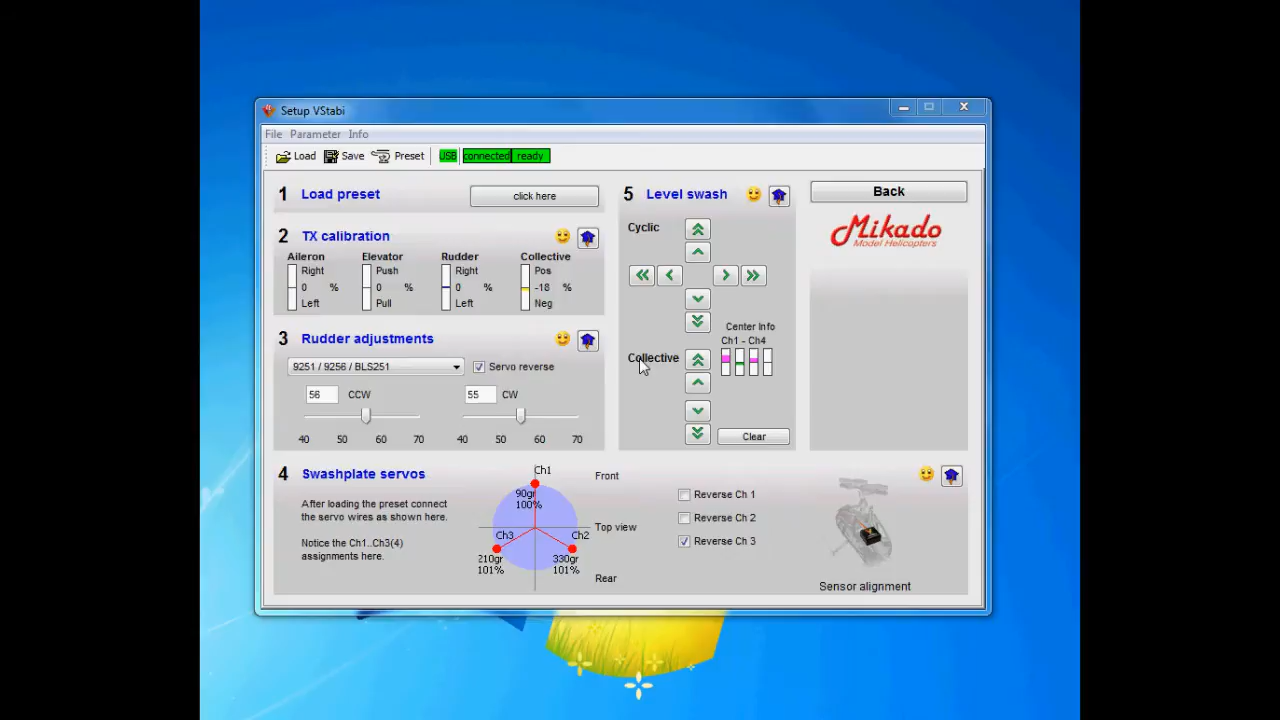 Setup VStabi
File Parameter Info
Load Save Preset USB connected ready
1 Load preset click here
2 TX calibration
Aileron Elevator Rudder Collective
Right Push Right Pos
0 % 0 % 0 % -18 %
Left Pull Left Neg
3 Rudder adjustments
9251 / 9256 / BLS251 Servo reverse
56 CCW 55 CW
40 50 60 70 40 50 60 70
5 Level swash
Cyclic
Center Info
Ch1 - Ch4
Collective
Clear
Back
Mikado
Model Helicopters
4 Swashplate servos
After loading the preset connect
the servo wires as shown here.
Notice the Ch1..Ch3(4)
assignments here.
Ch1
90gr
100%
Ch3 Ch2
210gr 330gr
101% 101%
Front
Top view
Rear
Reverse Ch 1
Reverse Ch 2
Reverse Ch 3
Sensor alignment